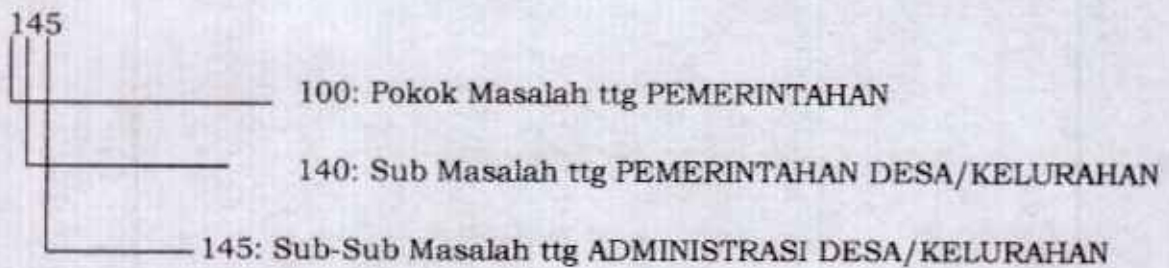 145
100: Pokok Masalah ttg PEMERINTAHAN
140: Sub Masalah ttg PEMERINTAHAN DESA/KELURAHAN
145: Sub-Sub Masalah ttg ADMINISTRASI DESA/KELURAHAN